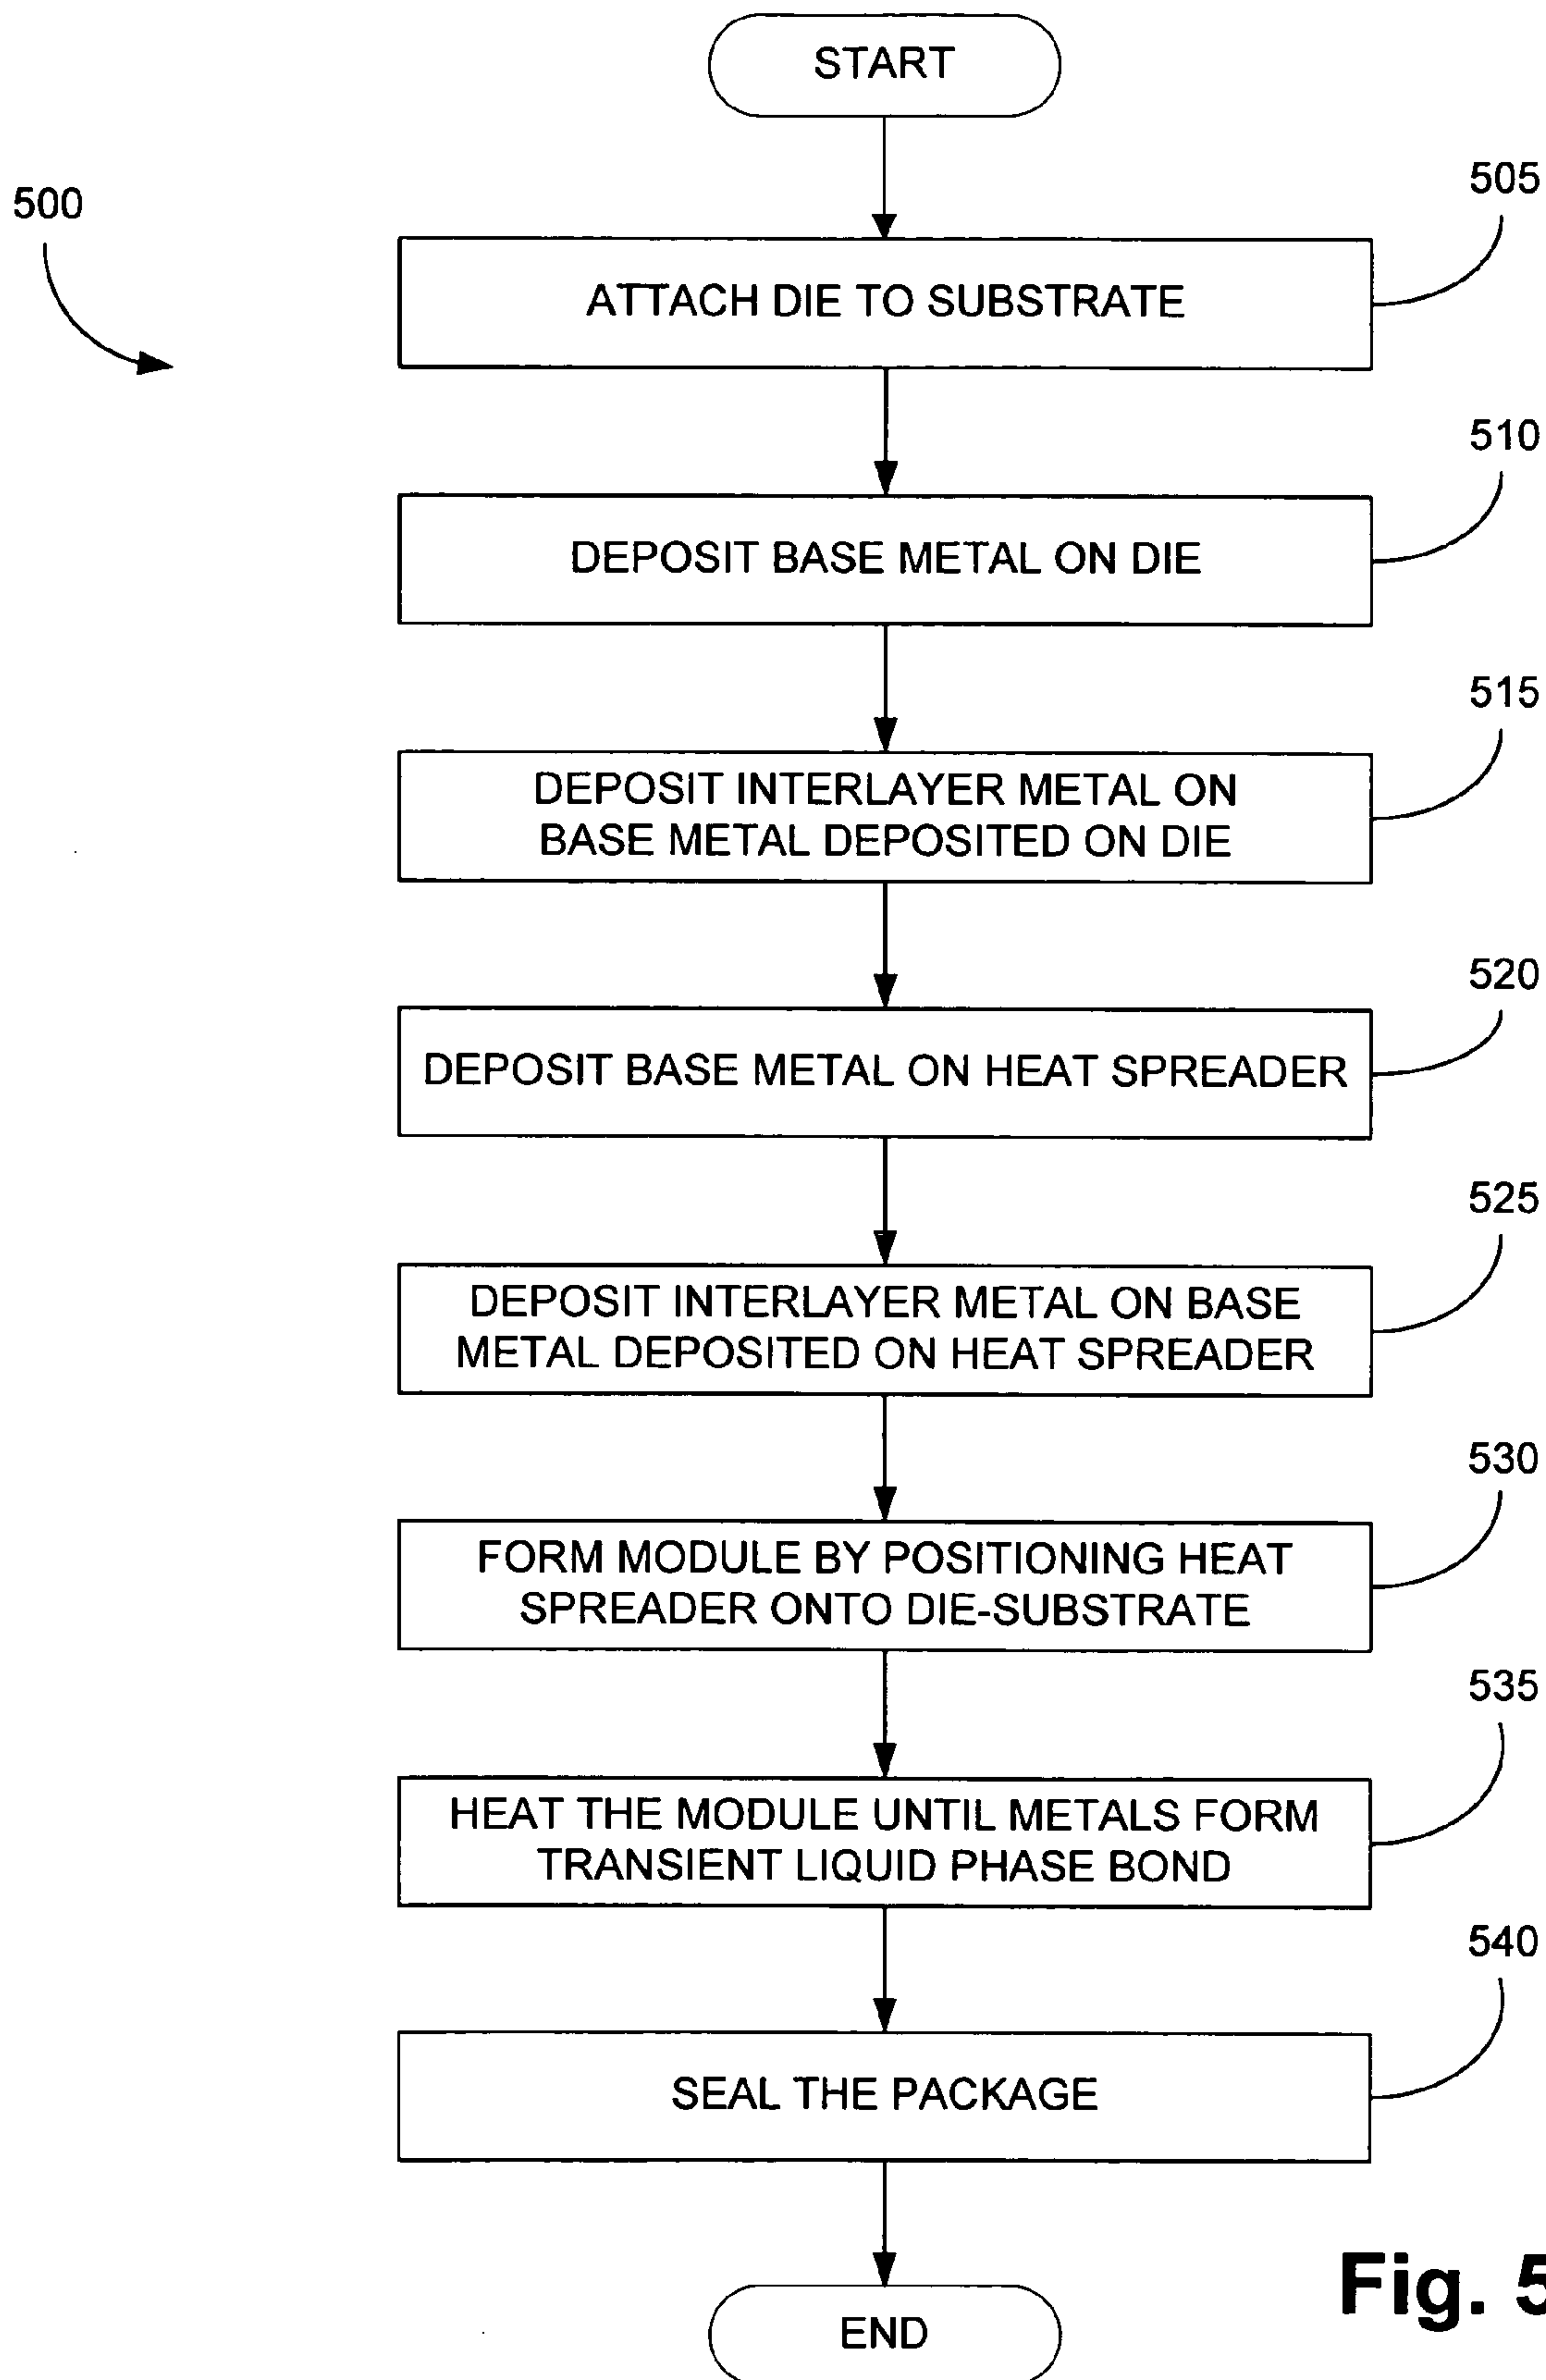 START
500
505
ATTACH DIE TO SUBSTRATE
510
DEPOSIT BASE METAL ON DIE
515
DEPOSIT INTERLAYER METAL ON
BASE METAL DEPOSITED ON DIE
520
DEPOSIT BASE METAL ON HEAT SPREADER
525
DEPOSIT INTERLAYER METAL ON BASE
METAL DEPOSITED ON HEAT SPREADER
530
FORM MODULE BY POSITIONING HEAT
SPREADER ONTO DIE-SUBSTRATE
535
HEAT THE MODULE UNTIL METALS FORM
TRANSIENT LIQUID PHASE BOND
540
SEAL THE PACKAGE
END
Fig. 5